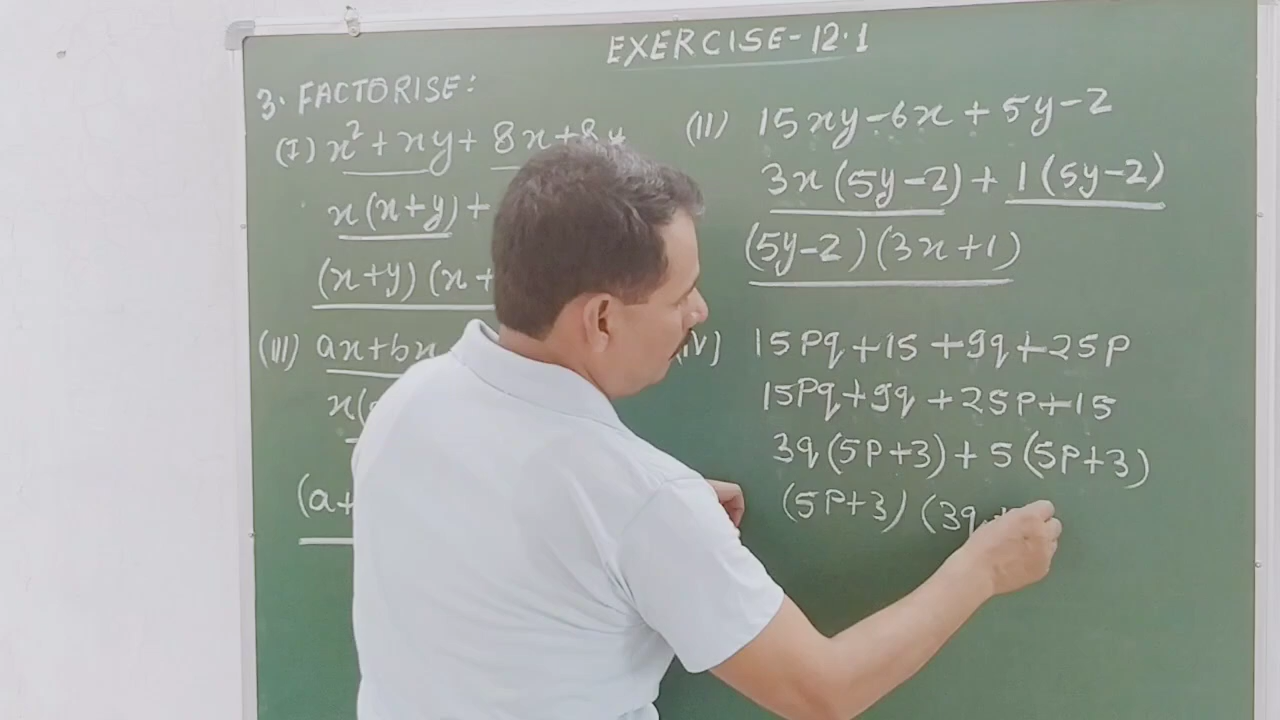 EXERCISE-12.1
3. FACTORISE:
(I) x² + xy + 8x + 8y
x(x+y) +
(x+y) (x+
(II) 15xy-6x + 5y-2
3x(5y-2) + 1(5y-2)
(5y-2)(3x+1)
(III) ax+bx
x(
(a+
IV) 15Pq+15 +9q+25P
15Pq+9q +25P+15
3q(5P+3) + 5(5P+3)
(5P+3) (3q+